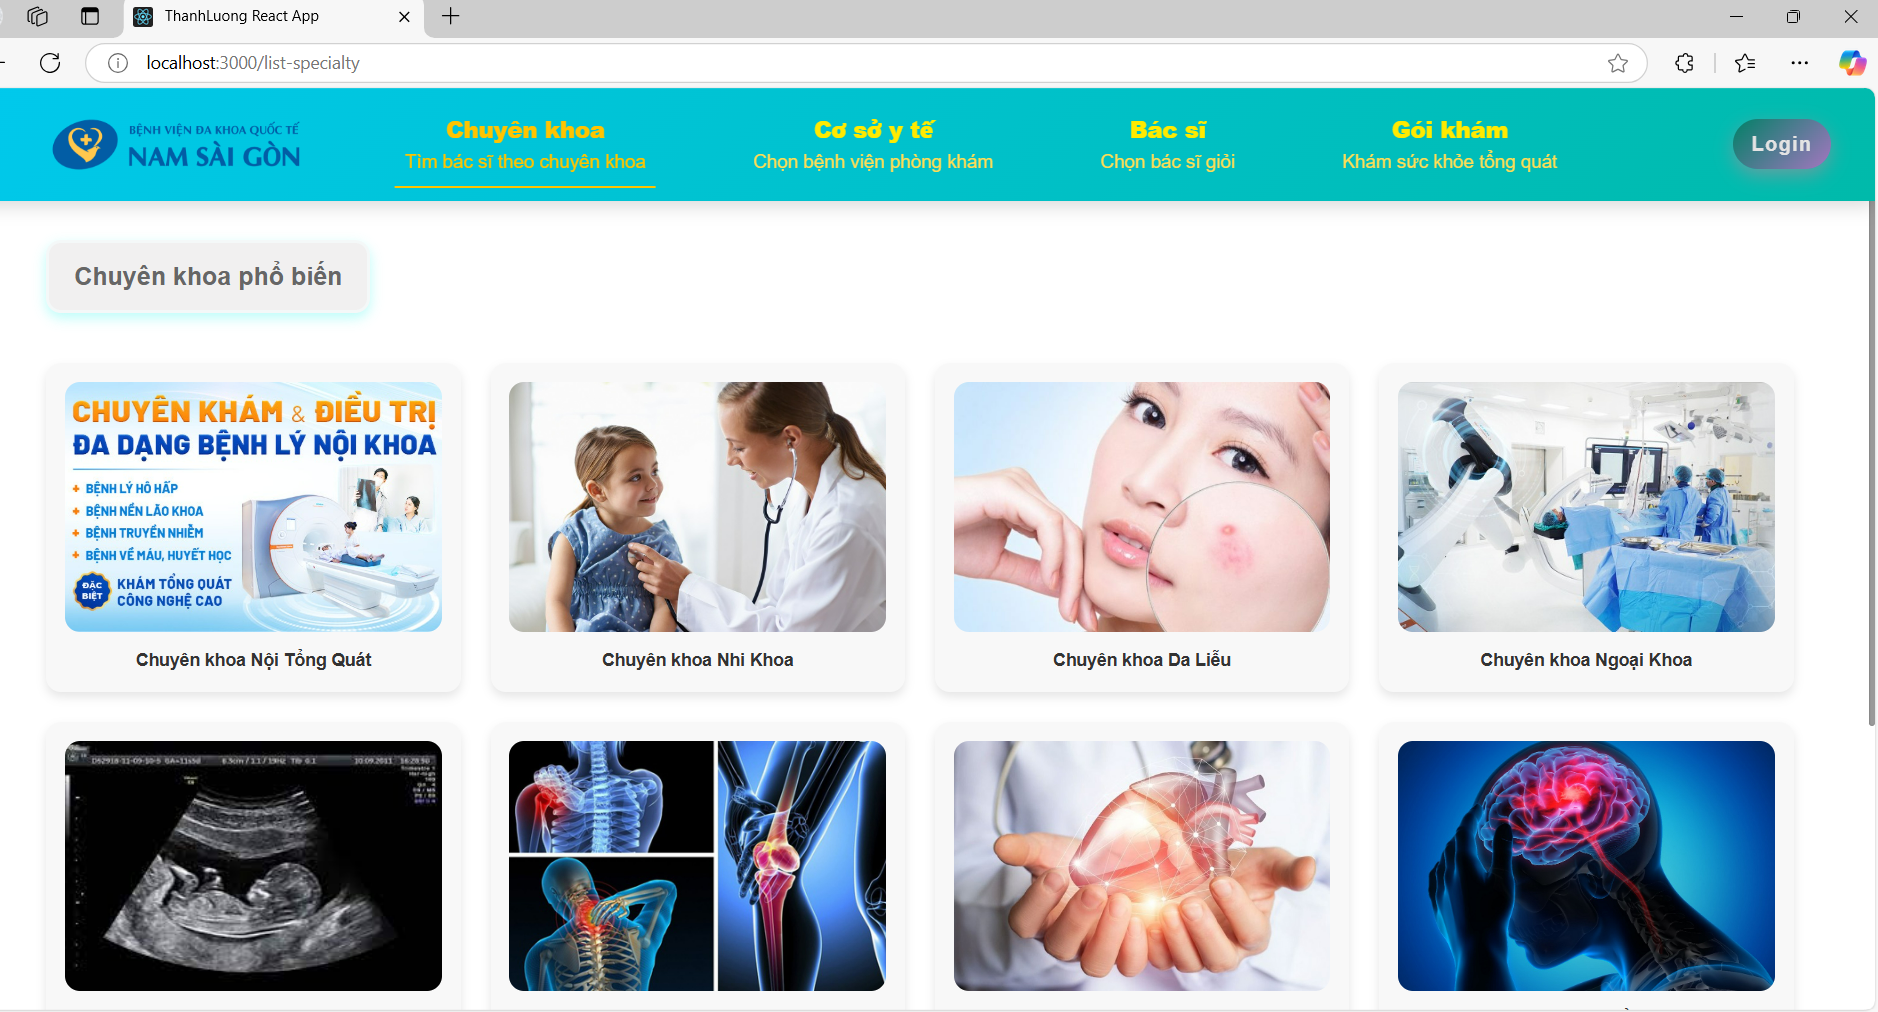 ThanhLuong React App
localhost:3000/list-specialty
BỆNH VIỆN ĐA KHOA QUỐC TẾ
NAM SÀI GÒN
Chuyên khoa
Tìm bác sĩ theo chuyên khoa
Cơ sở y tế
Chọn bệnh viện phòng khám
Bác sĩ
Chọn bác sĩ giỏi
Gói khám
Khám sức khỏe tổng quát
Login
Chuyên khoa phổ biến
CHUYÊN KHÁM & ĐIỀU TRỊ
ĐA DẠNG BỆNH LÝ NỘI KHOA
+ BỆNH LÝ HÔ HẤP
+ BỆNH NỀN LÃO KHOA
+ BỆNH TRUYỀN NHIỄM
+ BỆNH VỀ MÁU, HUYẾT HỌC
ĐẶC BIỆT
KHÁM TỔNG QUÁT
CÔNG NGHỆ CAO
Chuyên khoa Nội Tổng Quát
Chuyên khoa Nhi Khoa
Chuyên khoa Da Liễu
Chuyên khoa Ngoại Khoa
10.09.2011